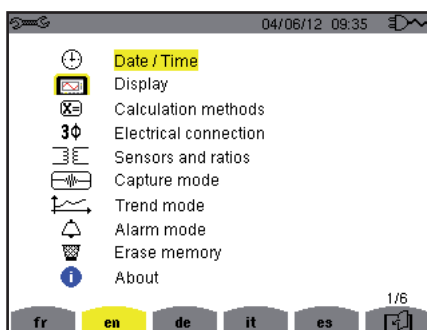 04/06/12 09:35
Date / Time
Display
X= Calculation methods
3ϕ Electrical connection
Sensors and ratios
Capture mode
Trend mode
Alarm mode
Erase memory
i About
1/6
fr en de it es